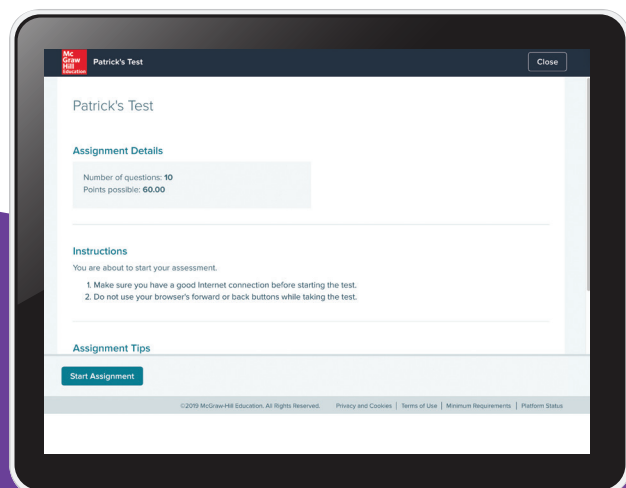 Mc
Graw
Hill
Education
Patrick's Test
Close
Patrick's Test
Assignment Details
Number of questions: 10
Points possible: 60.00
Instructions
You are about to start your assessment.
1. Make sure you have a good Internet connection before starting the test.
2. Do not use your browser's forward or back buttons while taking the test.
Assignment Tips
Start Assignment
©2019 McGraw-Hill Education. All Rights Reserved. Privacy and Cookies | Terms of Use | Minimum Requirements | Platform Status